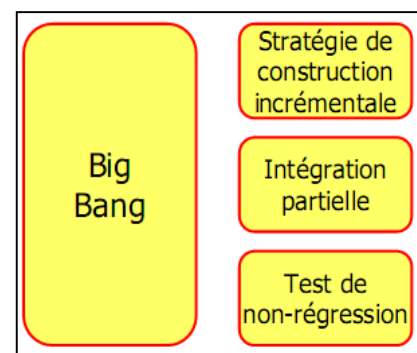 Big
Bang
Stratégie de
construction
incrémentale
Intégration
partielle
Test de
non-régression